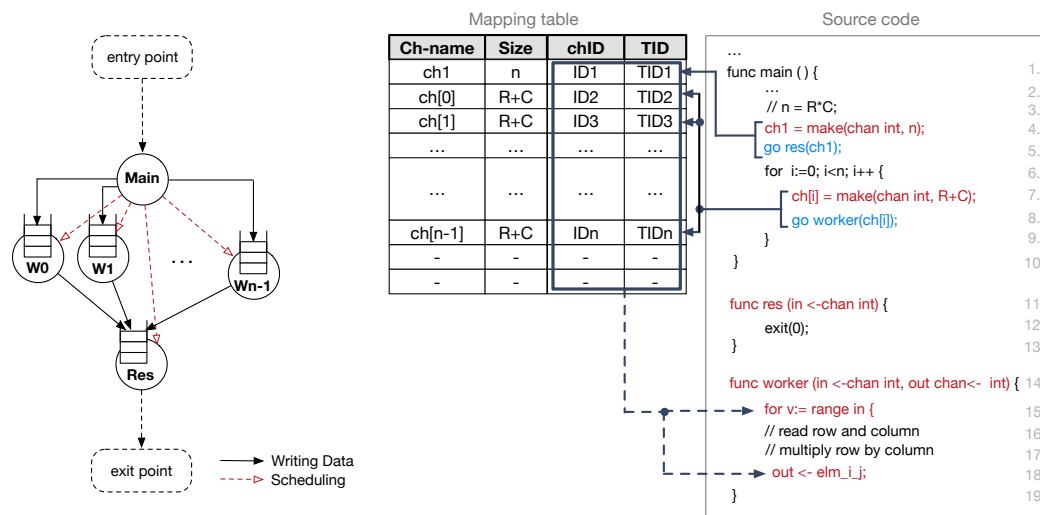 entry point
Main
W0
W1
...
Wn-1
Res
exit point
Writing Data
Scheduling
Mapping table
Ch-name Size chID TID
ch1 n ID1 TID1
ch[0] R+C ID2 TID2
ch[1] R+C ID3 TID3
... ... ... ...
... ... ... ...
ch[n-1] R+C IDn TIDn
- - - -
- - - -
Source code
...
func main ( ) { 1.
... 2.
// n = R*C; 3.
ch1 = make(chan int, n); 4.
go res(ch1); 5.
for i:=0; i<n; i++ { 6.
ch[i] = make(chan int, R+C); 7.
go worker(ch[i]); 8.
} 9.
} 10
func res (in <-chan int) { 11
exit(0); 12
} 13
func worker (in <-chan int, out chan<- int) { 14
for v:= range in { 15
// read row and column 16
// multiply row by column 17
out <- elm_i_j; 18
} 19